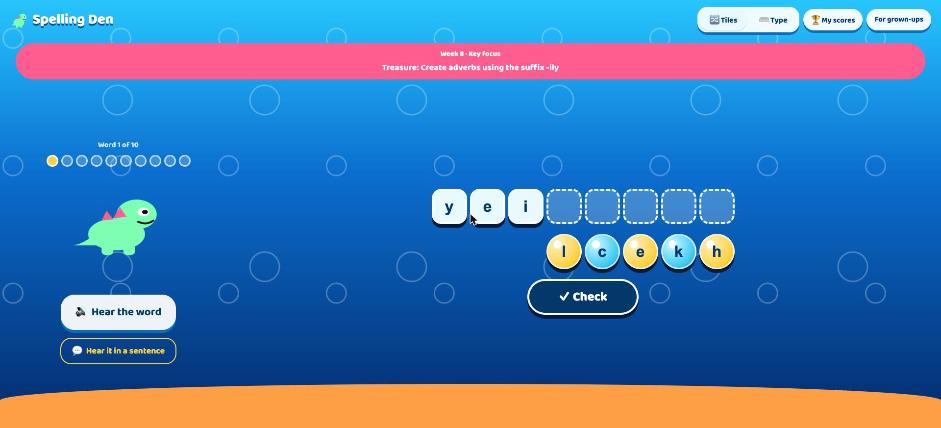 Spelling Den
Tiles
Type
My scores
For grown-ups
Week 8 · Key focus
Treasure: Create adverbs using the suffix -ily
Word 1 of 10
y e i
l c e k h
✓ Check
Hear the word
Hear it in a sentence